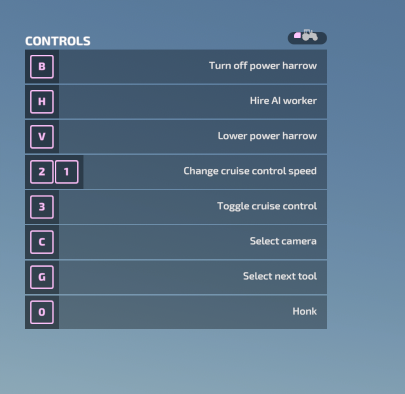 CONTROLS
B Turn off power harrow
H Hire AI worker
V Lower power harrow
2 1 Change cruise control speed
3 Toggle cruise control
C Select camera
G Select next tool
0 Honk